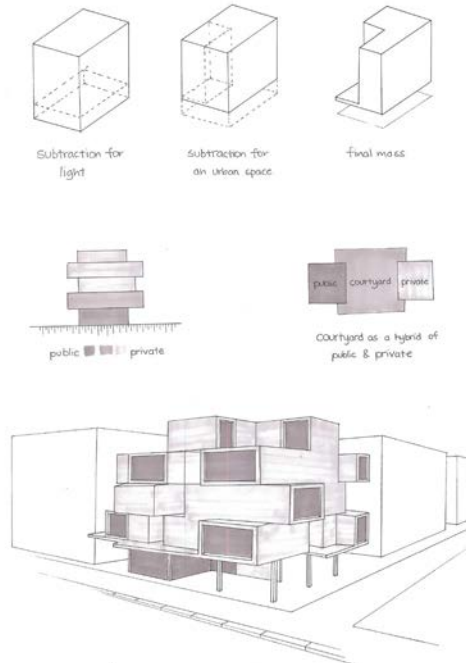 Subtraction for
light
subtraction for
an urban space
final mass
public private
public courtyard private
courtyard as a hybrid of
public & private